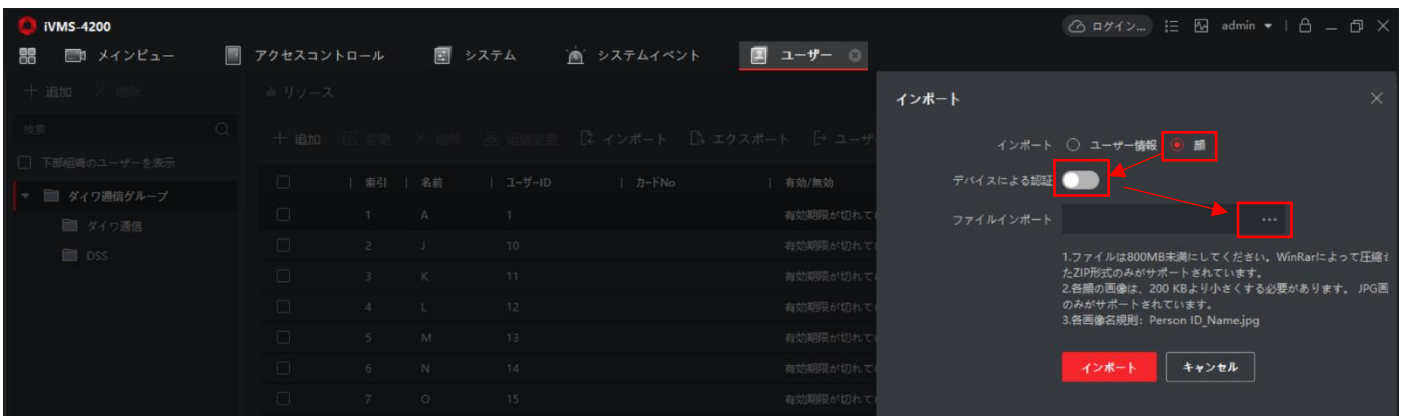 iVMS-4200
ログイン...
admin
メインビュー
アクセスコントロール
システム
システムイベント
ユーザー
追加 削除
検索
下部組織のユーザーを表示
ダイワ通信グループ
ダイワ通信
DSS
リソース
追加 変更 削除 組織変更 インポート エクスポート ユーザ
索引 名前 ユーザーID カードNo 有効/無効
1 A 1 有効期限が切れて
2 J 10 有効期限が切れて
3 K 11 有効期限が切れて
4 L 12 有効期限が切れて
5 M 13 有効期限が切れて
6 N 14 有効期限が切れて
7 O 15 有効期限が切れて
インポート
インポート ユーザー情報 顔
デバイスによる認証
ファイルインポート ...
1.ファイルは800MB未満にしてください。WinRarによって圧縮さ
たZIP形式のみがサポートされています。
2.各顔の画像は、200 KBより小さくする必要があります。 JPG画
のみがサポートされています。
3.各画像名規則: Person ID_Name.jpg
インポート キャンセル